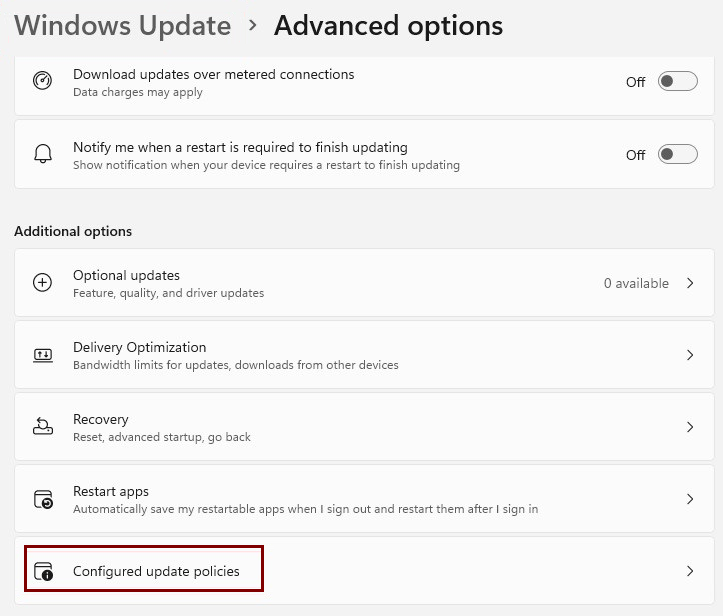 Windows Update > Advanced options
Download updates over metered connections
Data charges may apply
Off
Notify me when a restart is required to finish updating
Show notification when your device requires a restart to finish updating
Off
Additional options
Optional updates
Feature, quality, and driver updates
0 available
Delivery Optimization
Bandwidth limits for updates, downloads from other devices
Recovery
Reset, advanced startup, go back
Restart apps
Automatically save my restartable apps when I sign out and restart them after I sign in
Configured update policies